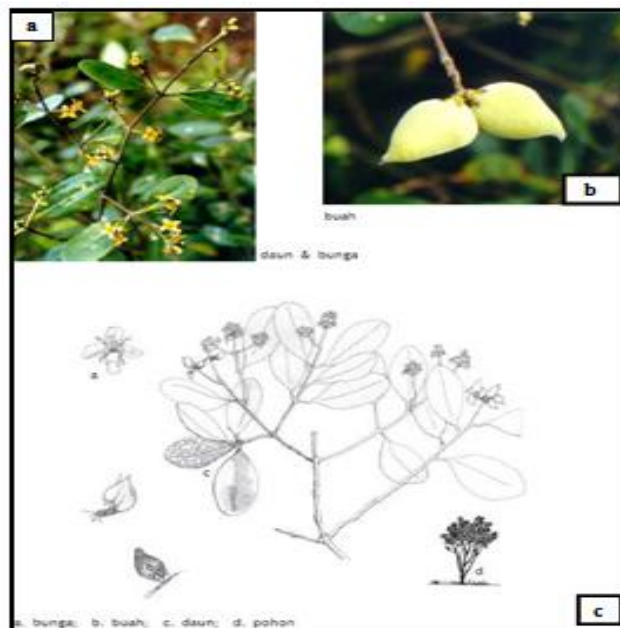 a
b
buah
daun & bunga
a
c
d
a. bunga; b. buah; c. daun; d. pohon
c